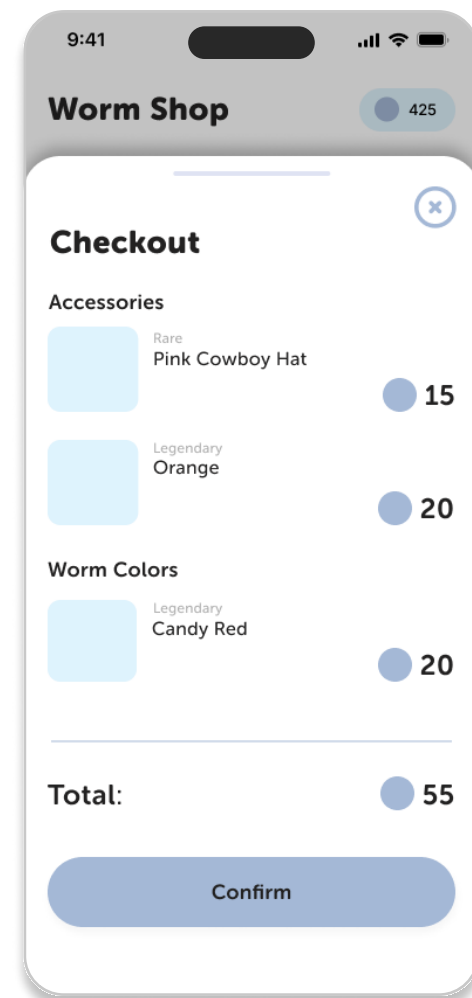 9:41
Worm Shop
425
Checkout
Accessories
Rare
Pink Cowboy Hat
15
Legendary
Orange
20
Worm Colors
Legendary
Candy Red
20
Total:
55
Confirm